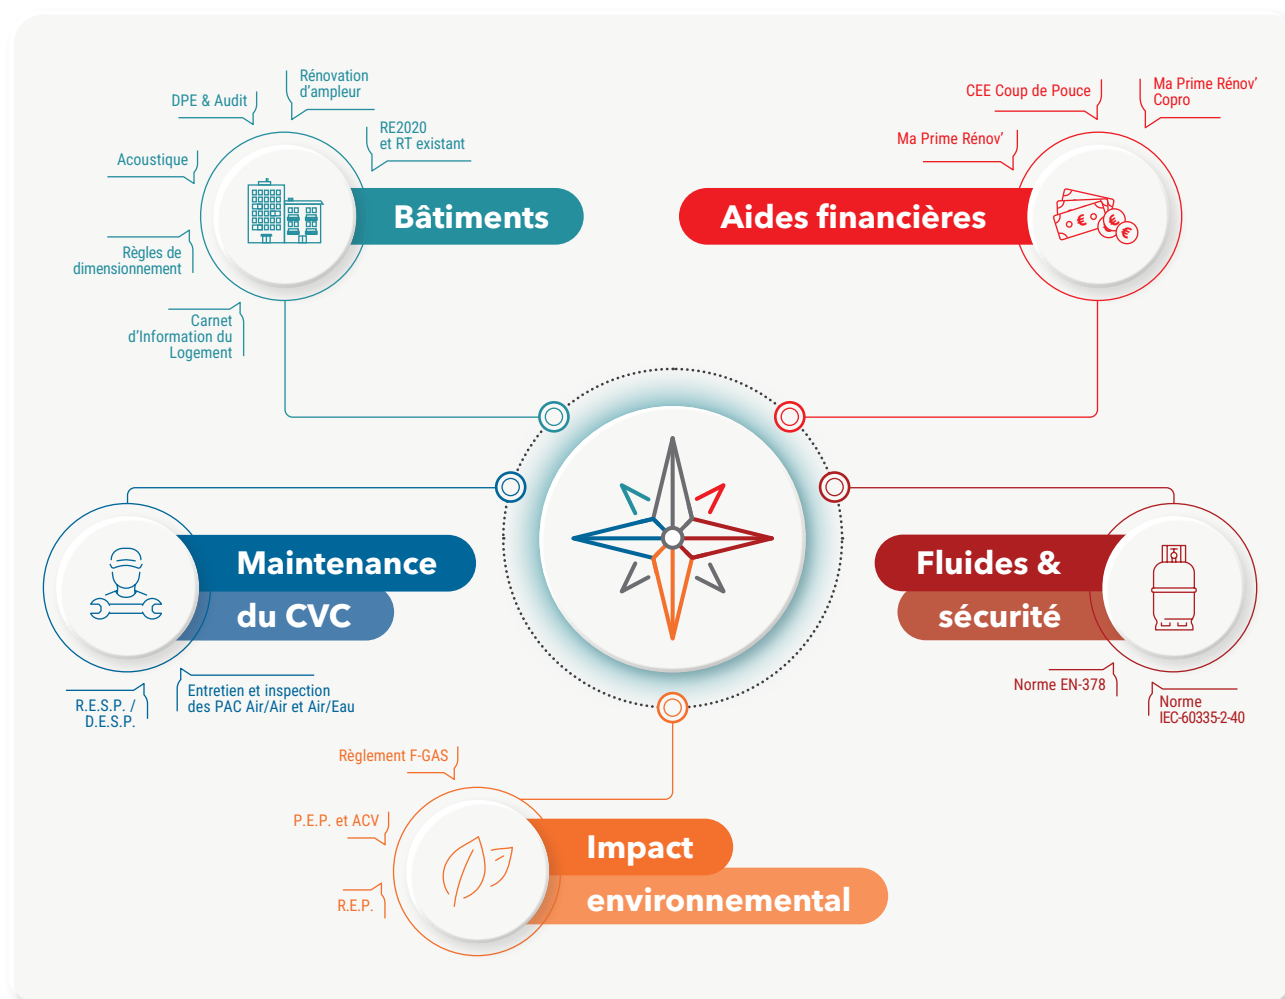 Rénovation
d'ampleur
DPE & Audit
RE2020
et RT existant
Acoustique
Bâtiments
Règles de
dimensionnement
Carnet
d'Information du
Logement
CEE Coup de Pouce
Ma Prime Rénov'
Copro
Ma Prime Rénov'
Aides financières
Maintenance
du CVC
R.E.S.P. /
D.E.S.P.
Entretien et inspection
des PAC Air/Air et Air/Eau
Fluides &
sécurité
Norme EN-378
Norme
IEC-60335-2-40
Règlement F-GAS
P.E.P. et ACV
R.E.P.
Impact
environnemental